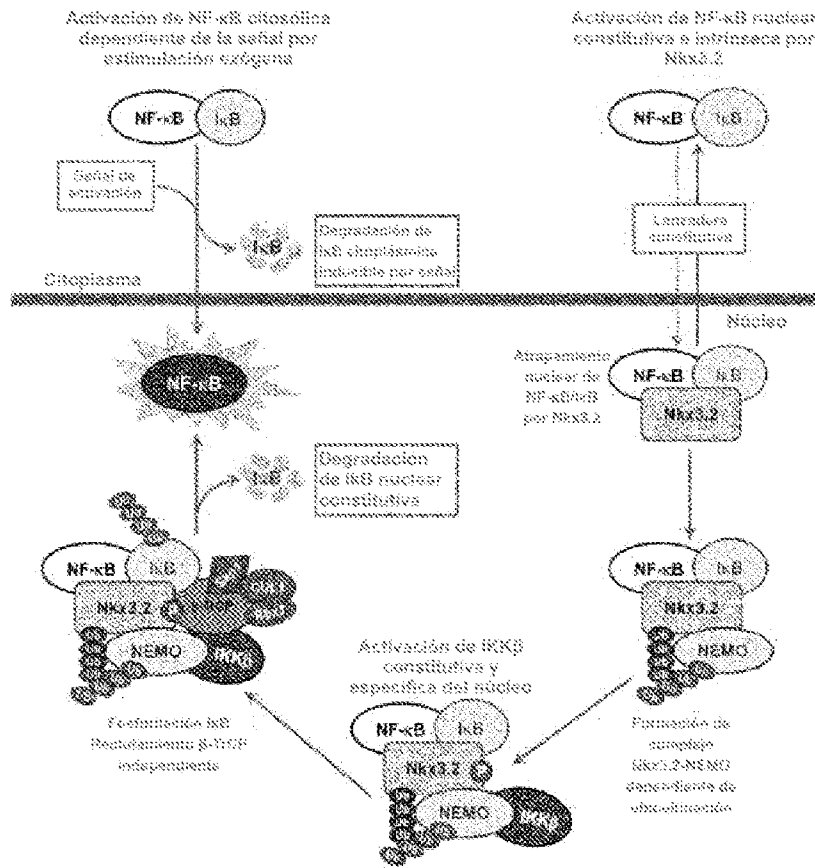 Activación de NF-κB citosólica
dependiente de la señal por
estimulación exógena
NF-κB
IκB
Señal de
activación
IκB
Degradación de
IκB citoplásmico
inducible por señal
Citoplasma
Activación de NF-κB nuclear
constitutiva e intrínseca por
Nkx3.2
NF-κB
IκB
Lanzadora
constitutiva
Núcleo
NF-κB
Atrapamiento
nuclear de
NF-κB/IκB
por Nkx3.2
NF-κB
IκB
Nkx3.2
IκB
Degradación
de IkB nuclear
constitutiva
NF-κB
IκB
Nkx3.2
P
NEMO
IKKβ
NF-κB
IκB
Nkx3.2
NEMO
Activación de IKKβ
constitutiva y
específica del núcleo
NF-κB
IκB
Nkx3.2
P
NEMO
IKKβ
Fosforilación IκB
Reclutamiento β-TrCP
independiente
Formación de
complejo
Nkx3.2-NEMO
dependiente de
ubicuitinación